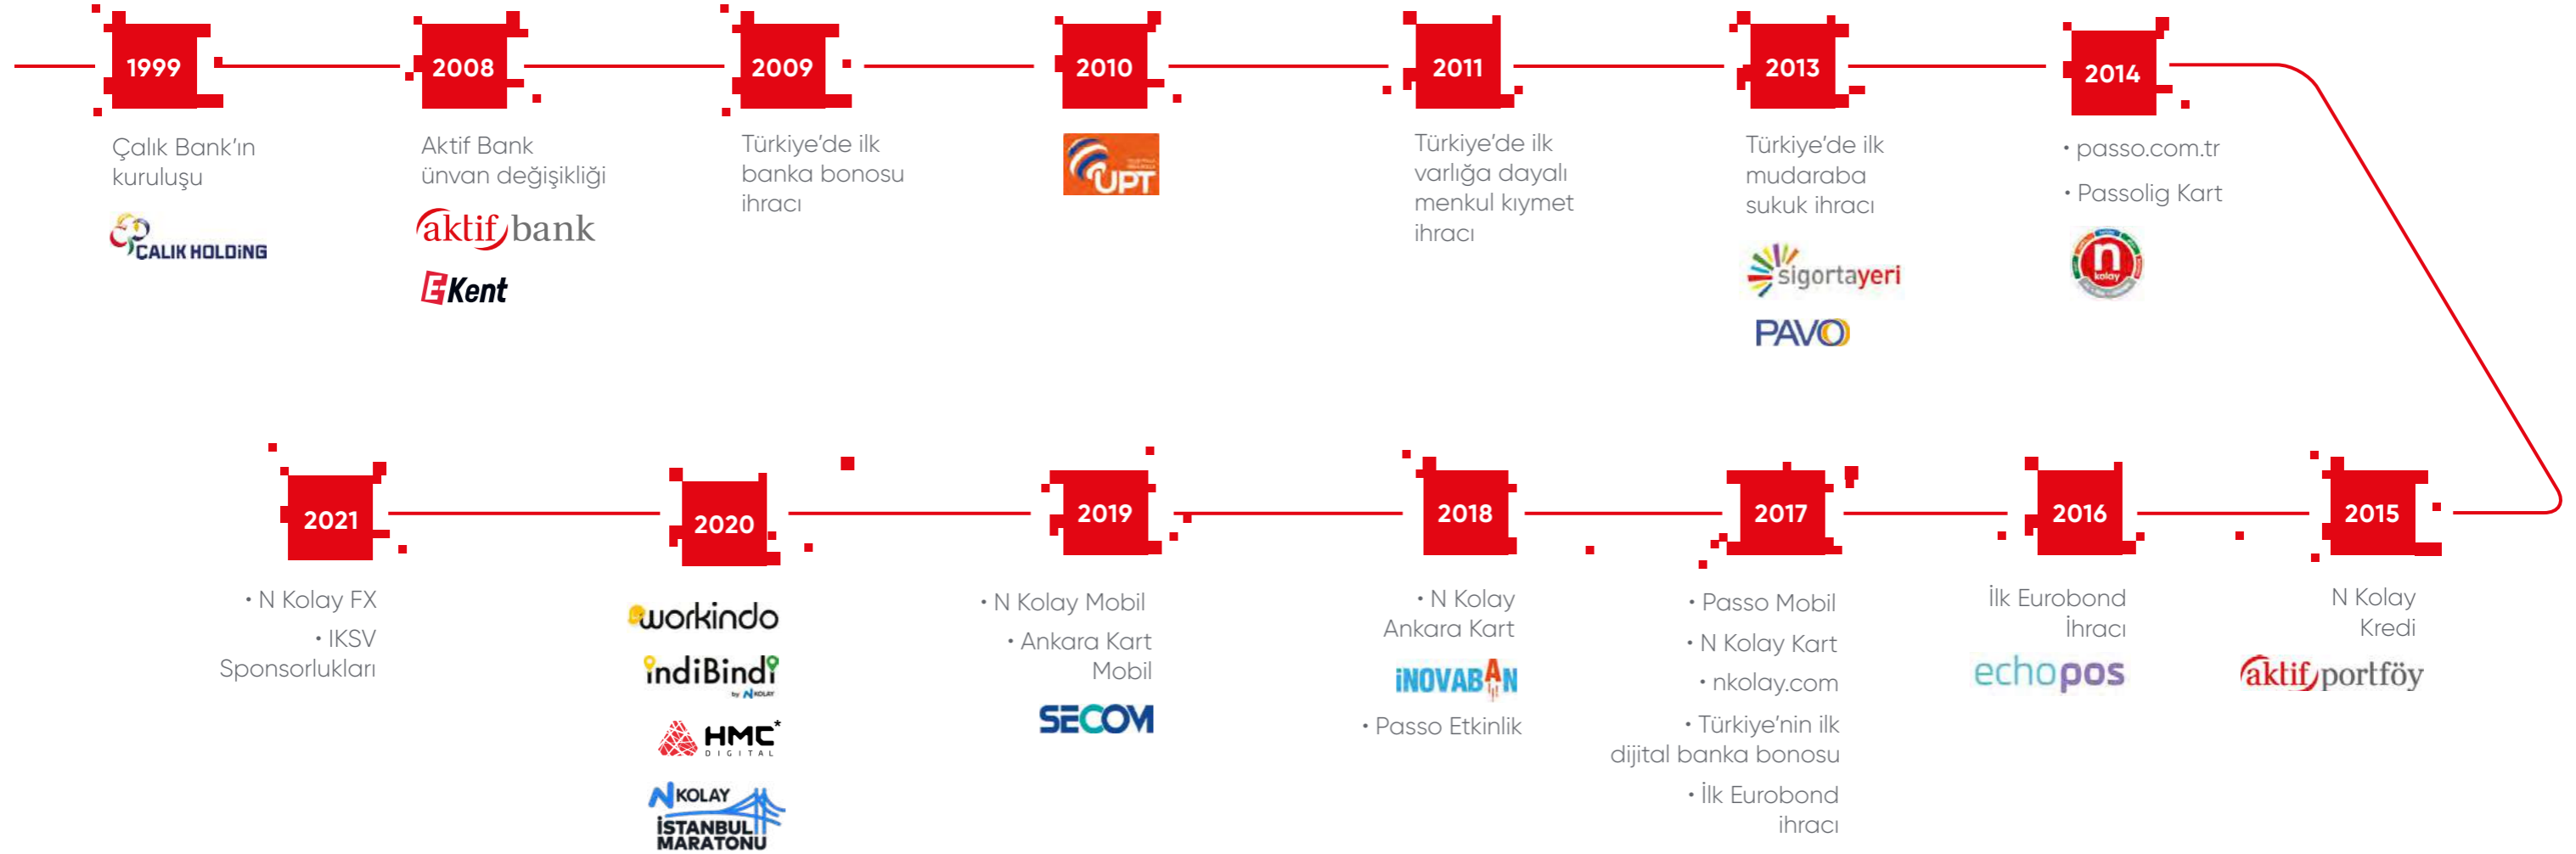 1999
Çalık Bank'ın
kuruluşu
ÇALIK HOLDİNG
2008
Aktif Bank
ünvan değişikliği
aktif bank
E Kent
2009
Türkiye'de ilk
banka bonosu
ihracı
2010
UPT
2011
Türkiye'de ilk
varlığa dayalı
menkul kıymet
ihracı
2013
Türkiye'de ilk
mudaraba
sukuk ihracı
sigortayeri
PAVO
2014
• passo.com.tr
• Passolig Kart
n
kolay
2015
N Kolay
Kredi
aktif portföy
2016
İlk Eurobond
İhracı
echopos
2017
• Passo Mobil
• N Kolay Kart
• nkolay.com
• Türkiye'nin ilk
dijital banka bonosu
• İlk Eurobond
ihracı
2018
• N Kolay
Ankara Kart
iNOVABAN
• Passo Etkinlik
2019
• N Kolay Mobil
• Ankara Kart
Mobil
SECOM
2020
workindo
indiBindi
by N KOLAY
HMC*
DIGITAL
N KOLAY
İSTANBUL
MARATONU
2021
• N Kolay FX
• IKSV
Sponsorlukları